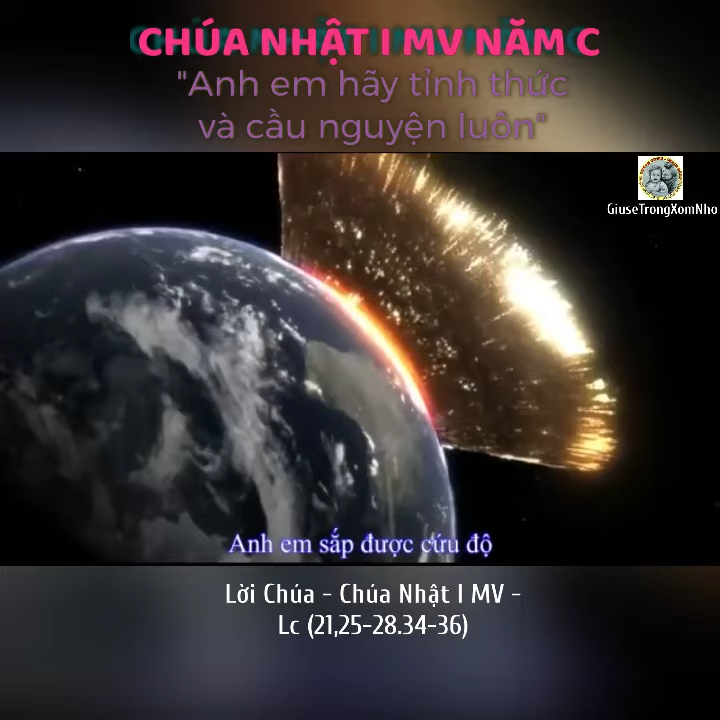 CHÚA NHẬT I MV NĂM C
"Anh em hãy tỉnh thức
và cầu nguyện luôn"
GiuseTrongXomNho
Anh em sắp được cứu độ
Lời Chúa - Chúa Nhật I MV -
Lc (21,25-28.34-36)